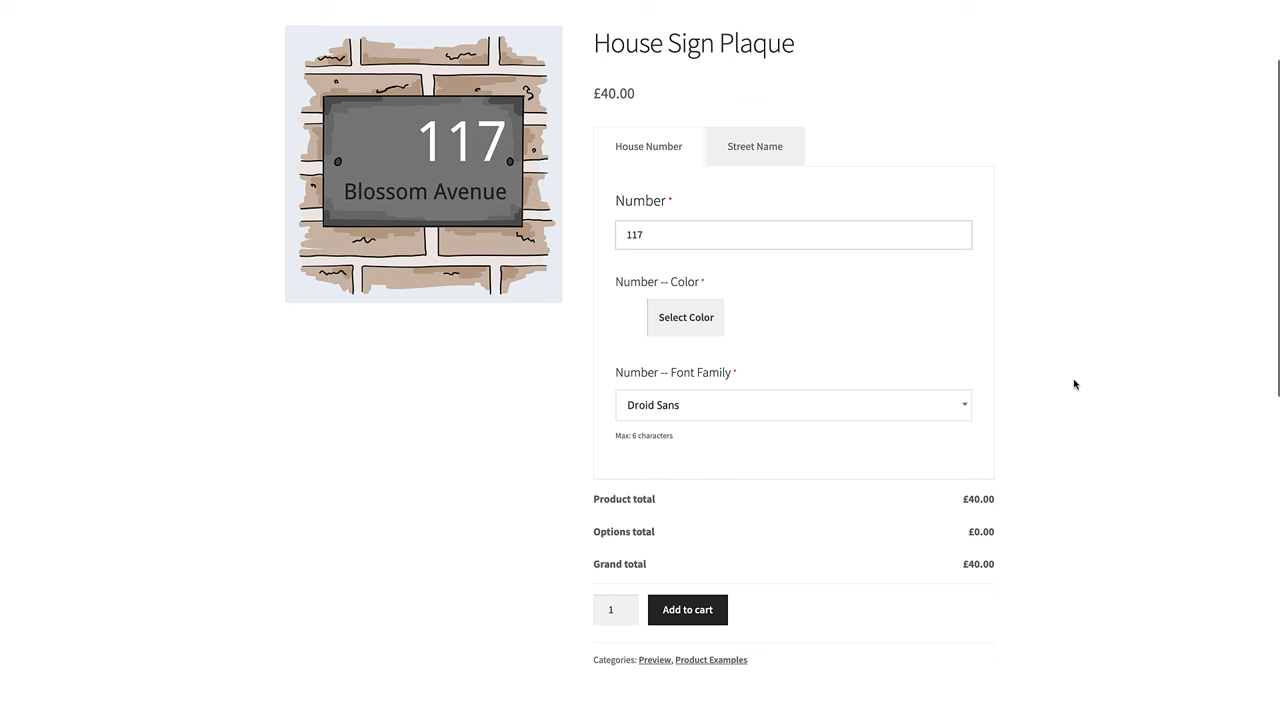 117
Blossom Avenue
House Sign Plaque
£40.00
House Number
Street Name
Number *
117
Number -- Color *
Select Color
Number -- Font Family *
Droid Sans
Max: 6 characters
Product total £40.00
Options total £0.00
Grand total £40.00
1
Add to cart
Categories: Preview, Product Examples